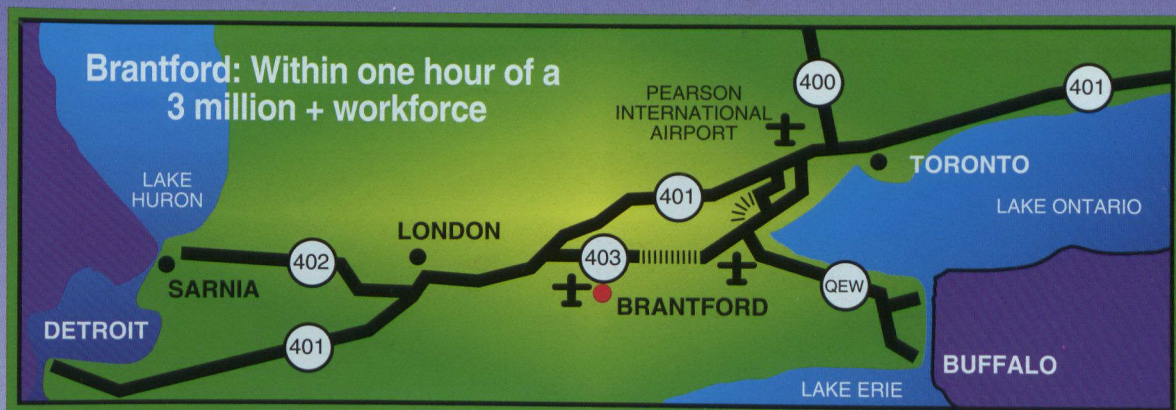 Brantford: Within one hour of a
3 million + workforce
400
401
PEARSON
INTERNATIONAL
AIRPORT
LAKE
HURON
TORONTO
401
LAKE ONTARIO
LONDON
402
403
SARNIA
QEW
BRANTFORD
DETROIT
401
BUFFALO
LAKE ERIE